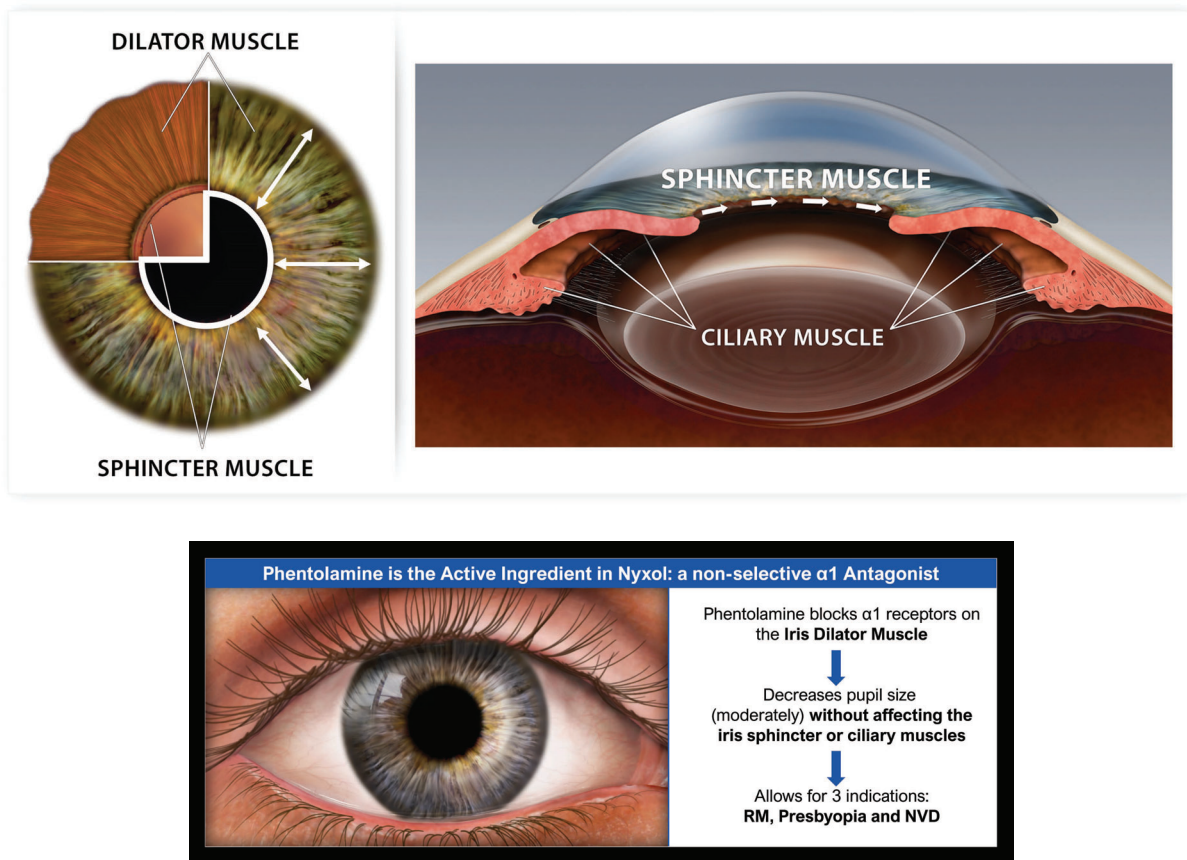 DILATOR MUSCLE
SPHINCTER MUSCLE
SPHINCTER MUSCLE
CILIARY MUSCLE
Phentolamine is the Active Ingredient in Nyxol: a non-selective α1 Antagonist
Phentolamine blocks α1 receptors on
the Iris Dilator Muscle
Decreases pupil size
(moderately) without affecting the
iris sphincter or ciliary muscles
Allows for 3 indications:
RM, Presbyopia and NVD